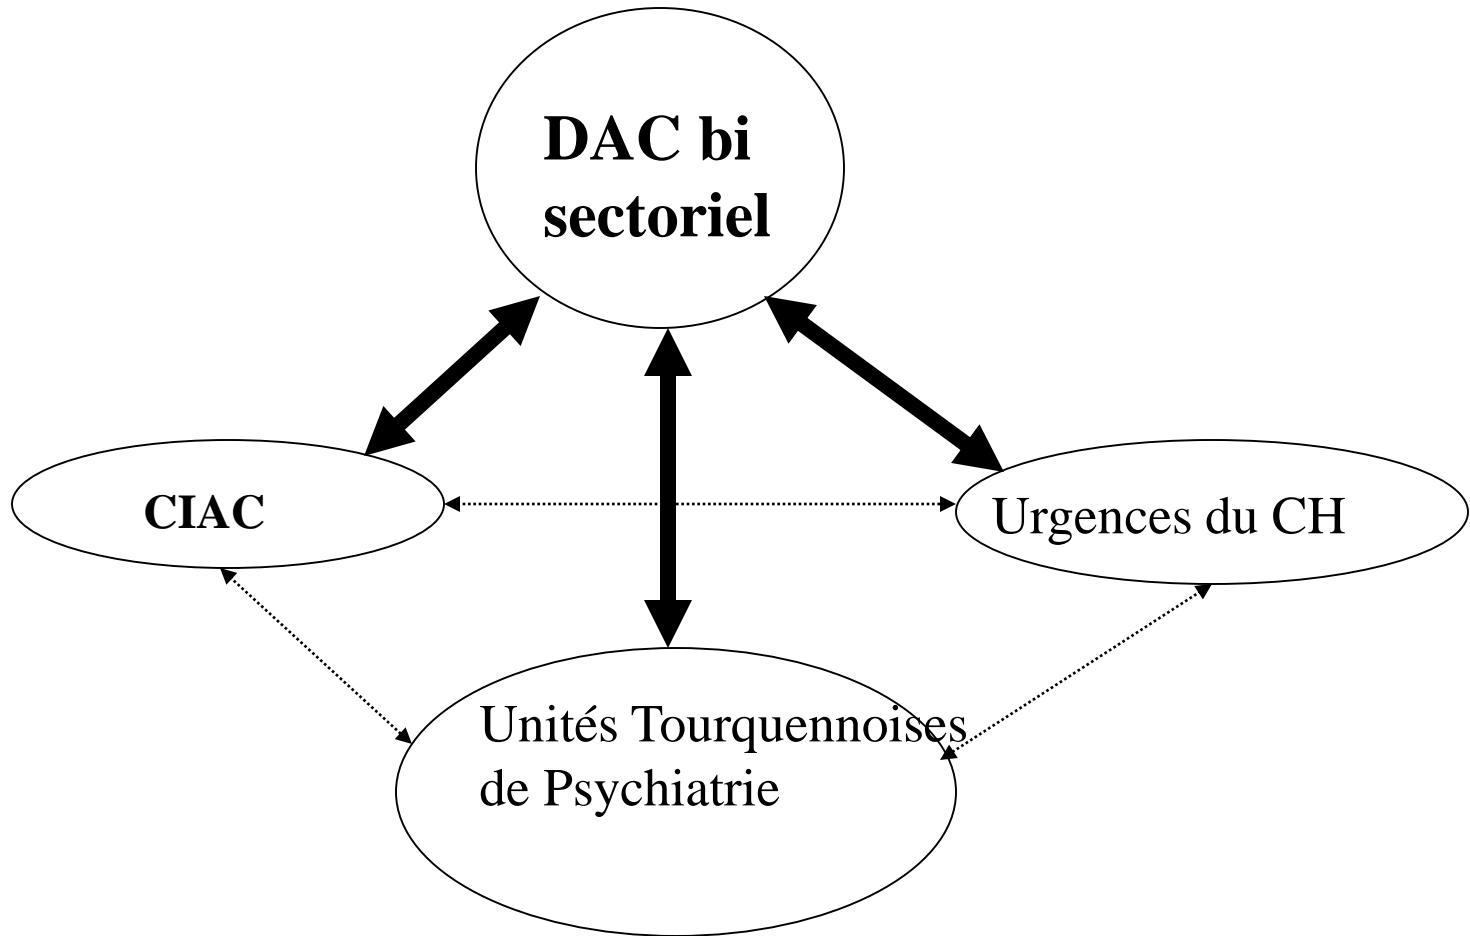 DAC bi
sectoriel
CIAC
Urgences du CH
Unités Tourquennoises
de Psychiatrie